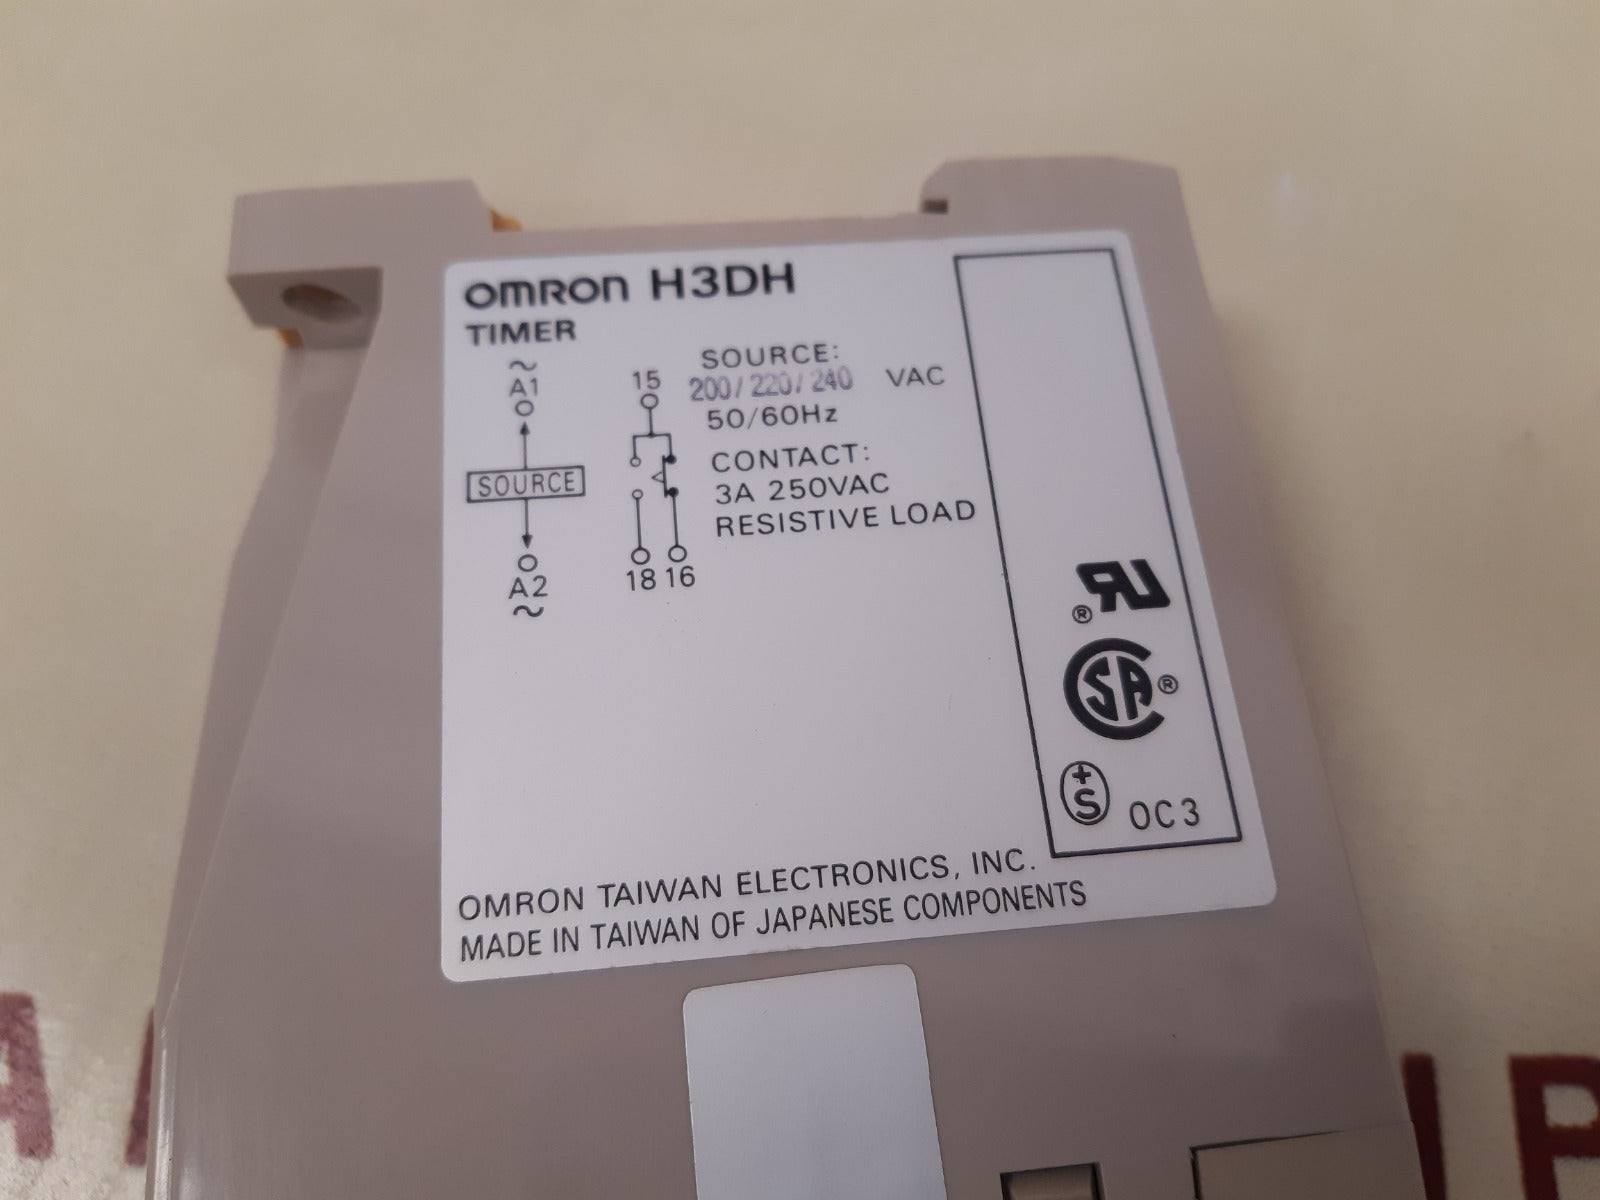 OMRON H3DH
TIMER
~
A1
SOURCE
A2
~
15
18 16
SOURCE:
200/220/240 VAC
50/60Hz
CONTACT:
3A 250VAC
RESISTIVE LOAD
®
CSA ®
+
S OC3
OMRON TAIWAN ELECTRONICS, INC.
MADE IN TAIWAN OF JAPANESE COMPONENTS